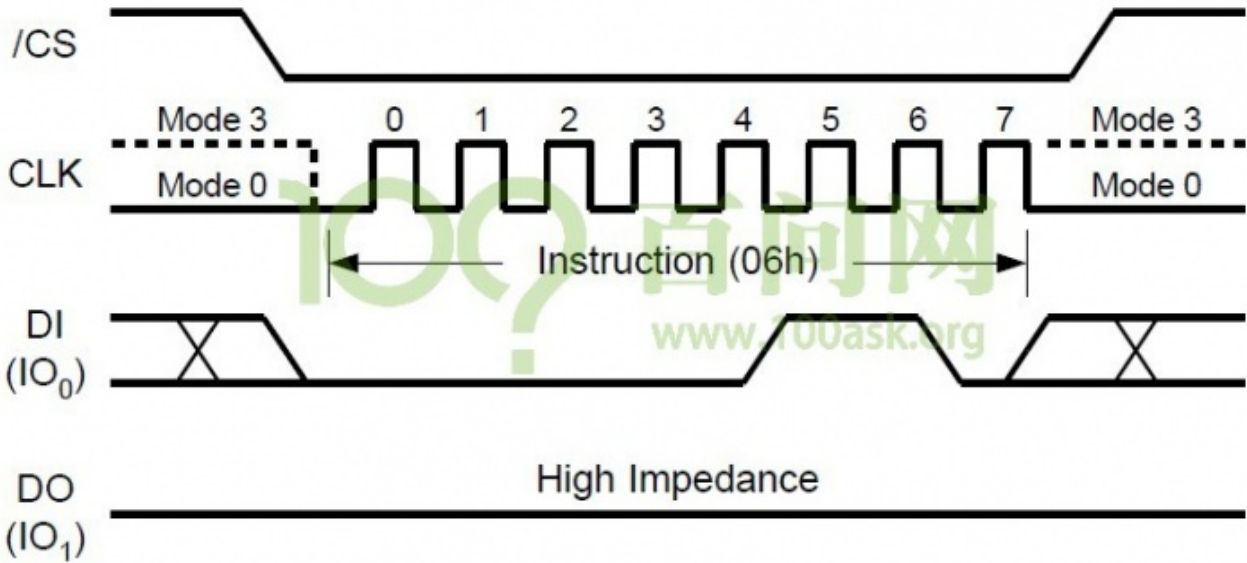 /CS
Mode 3 0 1 2 3 4 5 6 7 Mode 3
CLK
Mode 0 Mode 0
100? 百问网
Instruction (06h)
www.100ask.org
DI
(IO₀)
High Impedance
DO
(IO₁)